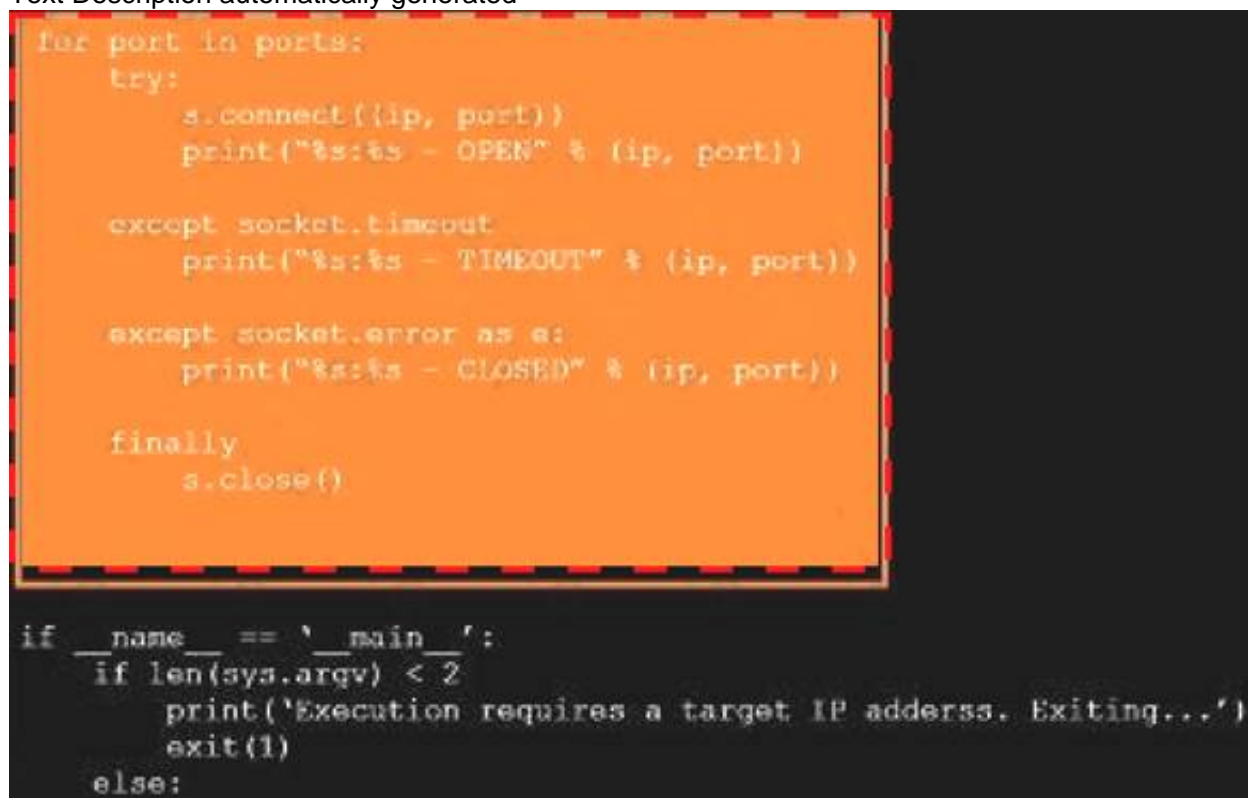 Text Description automatically generated
for port in ports:
try:
s.connect((ip, port))
print("%s:%s - OPEN" % (ip, port))
except socket.timeout
print("%s:%s - TIMEOUT" % (ip, port))
except socket.error as e:
print("%s:%s - CLOSED" % (ip, port))
finally
s.close()
if __name__ == '__main__':
if len(sys.argv) < 2
print('Execution requires a target IP adderss. Exiting...')
exit(1)
else: